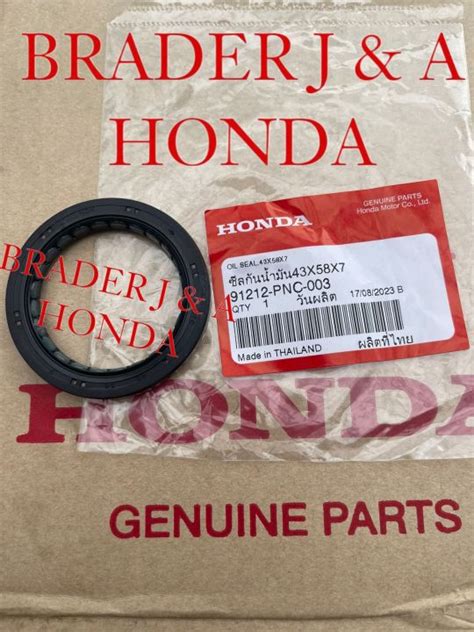 BRADER J & A
HONDA
GENUINE PARTS
Honda Motor Co., Ltd.
HONDA
OIL SEAL,43X58X7
ซีลกันน้ำมัน43X58X7
91212-PNC-003
QTY 1 วันผลิต 17/08/2023 B
Made in THAILAND ผลิตที่ไทย
BRADER J & A
HONDA
HONDA
GENUINE PARTS